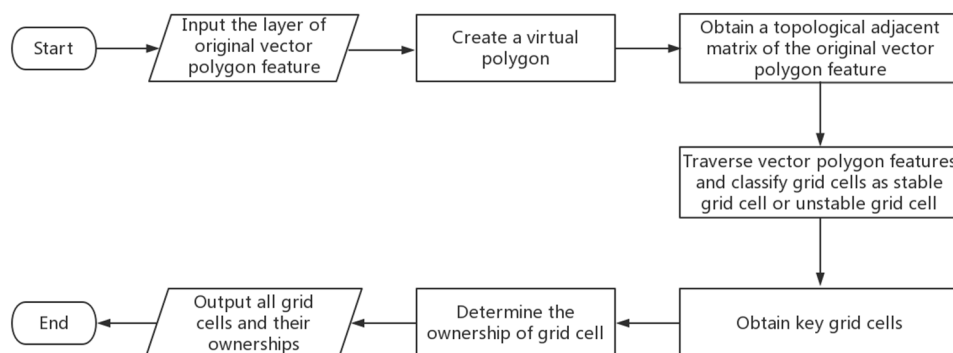 Start
Input the layer of
original vector
polygon feature
Create a virtual
polygon
Obtain a topological adjacent
matrix of the original vector
polygon feature
Traverse vector polygon features
and classify grid cells as stable
grid cell or unstable grid cell
Obtain key grid cells
Determine the
ownership of grid cell
Output all grid
cells and their
ownerships
End